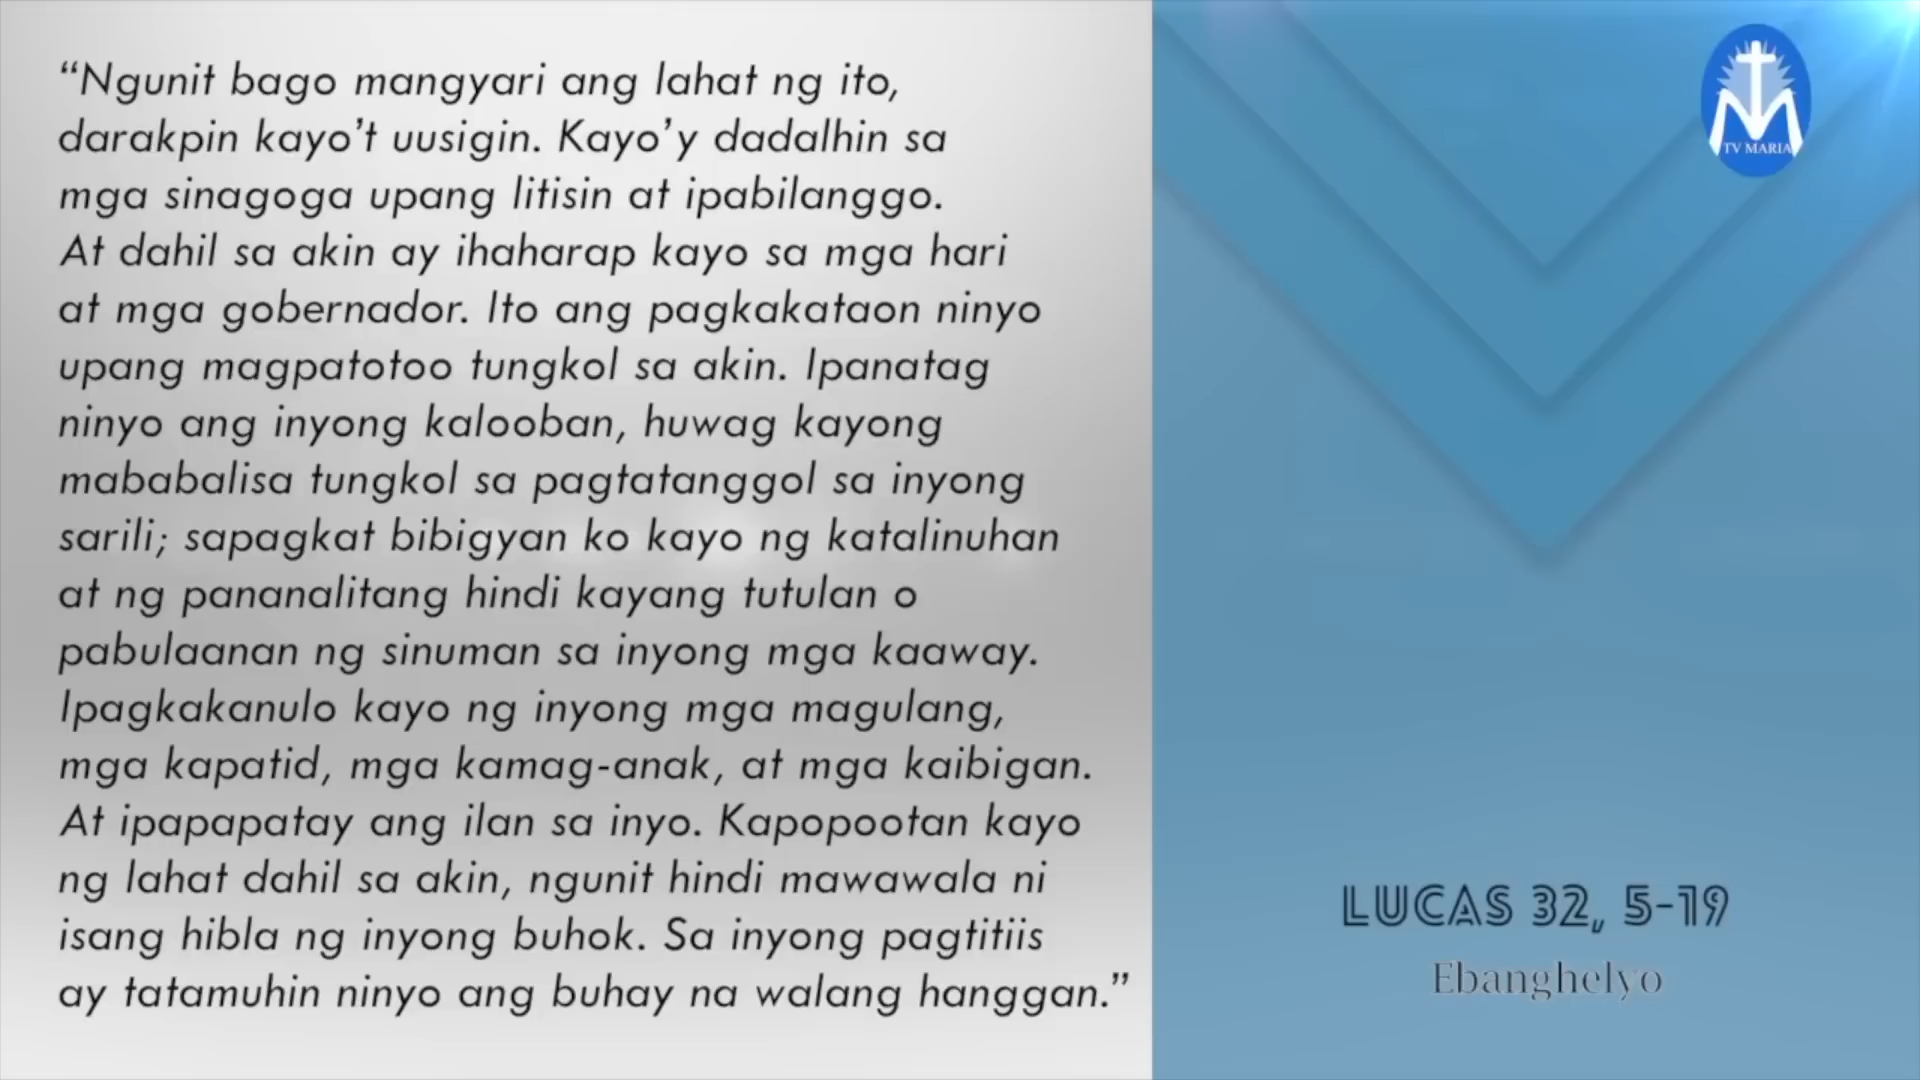 “Ngunit bago mangyari ang lahat ng ito,
darakpin kayo’t uusigin. Kayo’y dadalhin sa
mga sinagoga upang litisin at ipabilanggo.
At dahil sa akin ay ihaharap kayo sa mga hari
at mga gobernador. Ito ang pagkakataon ninyo
upang magpatotoo tungkol sa akin. Ipanatag
ninyo ang inyong kalooban, huwag kayong
mababalisa tungkol sa pagtatanggol sa inyong
sarili; sapagkat bibigyan ko kayo ng katalinuhan
at ng pananalitang hindi kayang tutulan o
pabulaanan ng sinuman sa inyong mga kaaway.
Ipagkakanulo kayo ng inyong mga magulang,
mga kapatid, mga kamag-anak, at mga kaibigan.
At ipapapatay ang ilan sa inyo. Kapopootan kayo
ng lahat dahil sa akin, ngunit hindi mawawala ni
isang hibla ng inyong buhok. Sa inyong pagtitiis
ay tatamuhin ninyo ang buhay na walang hanggan.”
TV MARIA
LUCAS 32, 5-19
Ebanghelyo